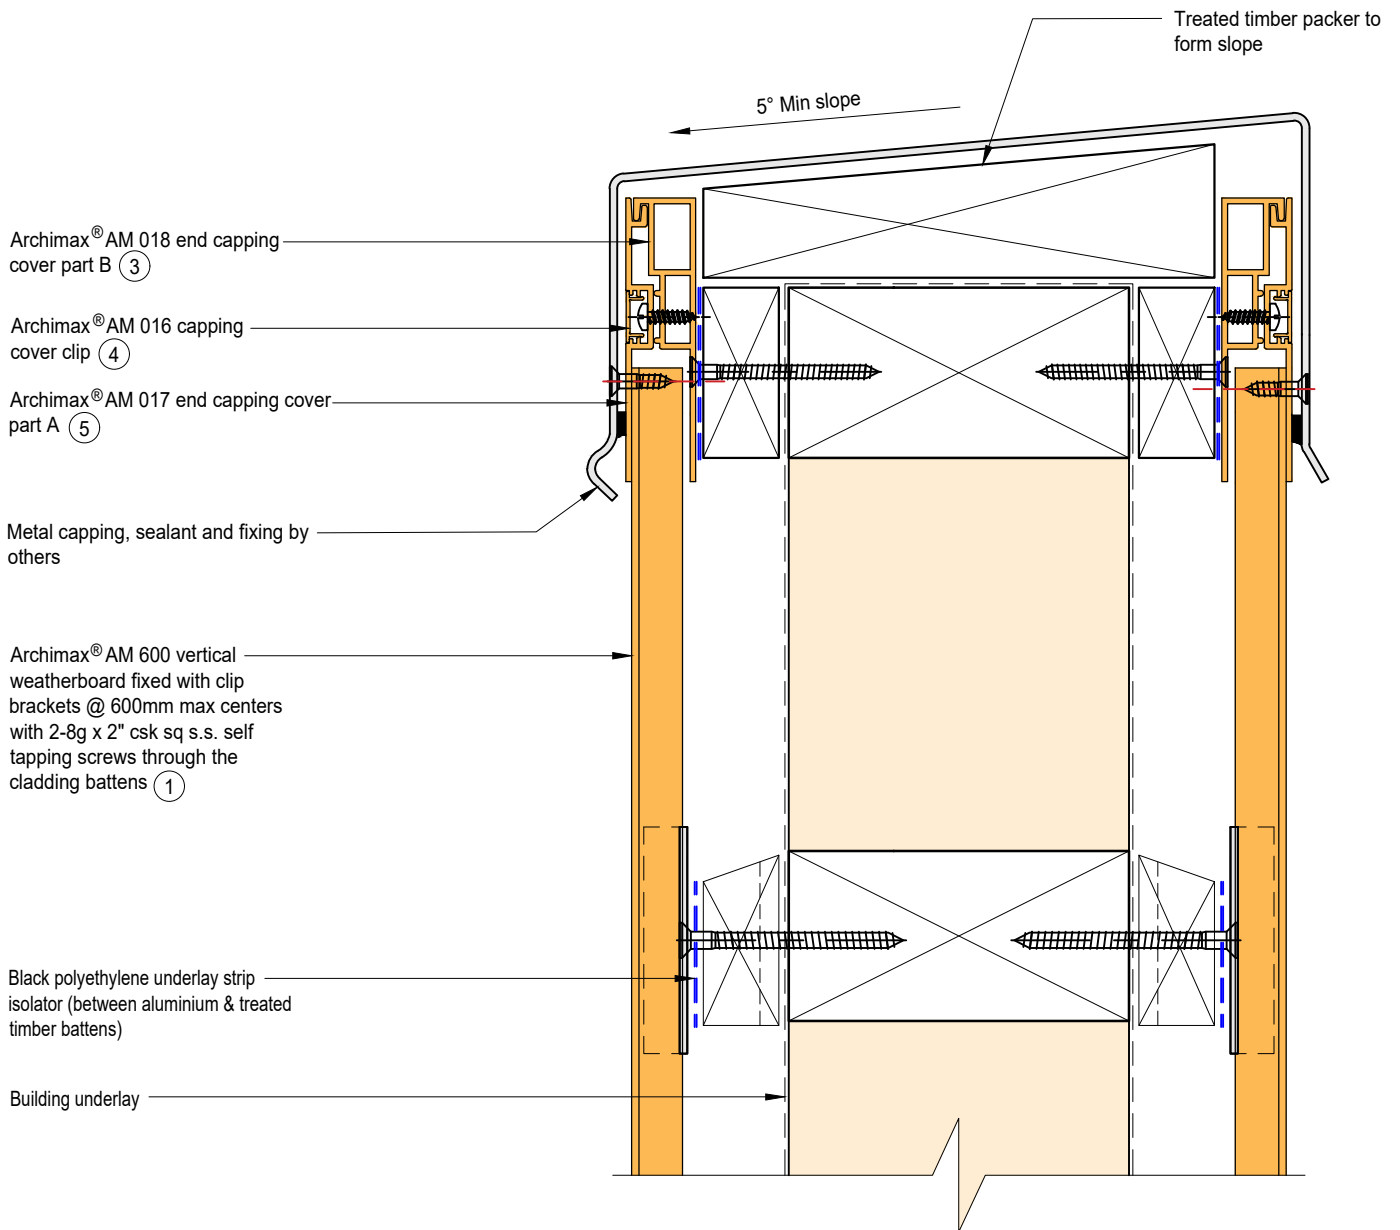 Treated timber packer to
form slope
5° Min slope
Archimax® AM 018 end capping
cover part B 3
Archimax® AM 016 capping
cover clip 4
Archimax® AM 017 end capping cover
part A 5
Metal capping, sealant and fixing by
others
Archimax® AM 600 vertical
weatherboard fixed with clip
brackets @ 600mm max centers
with 2-8g x 2" csk sq s.s. self
tapping screws through the
cladding battens 1
Black polyethylene underlay strip
isolator (between aluminium & treated
timber battens)
Building underlay